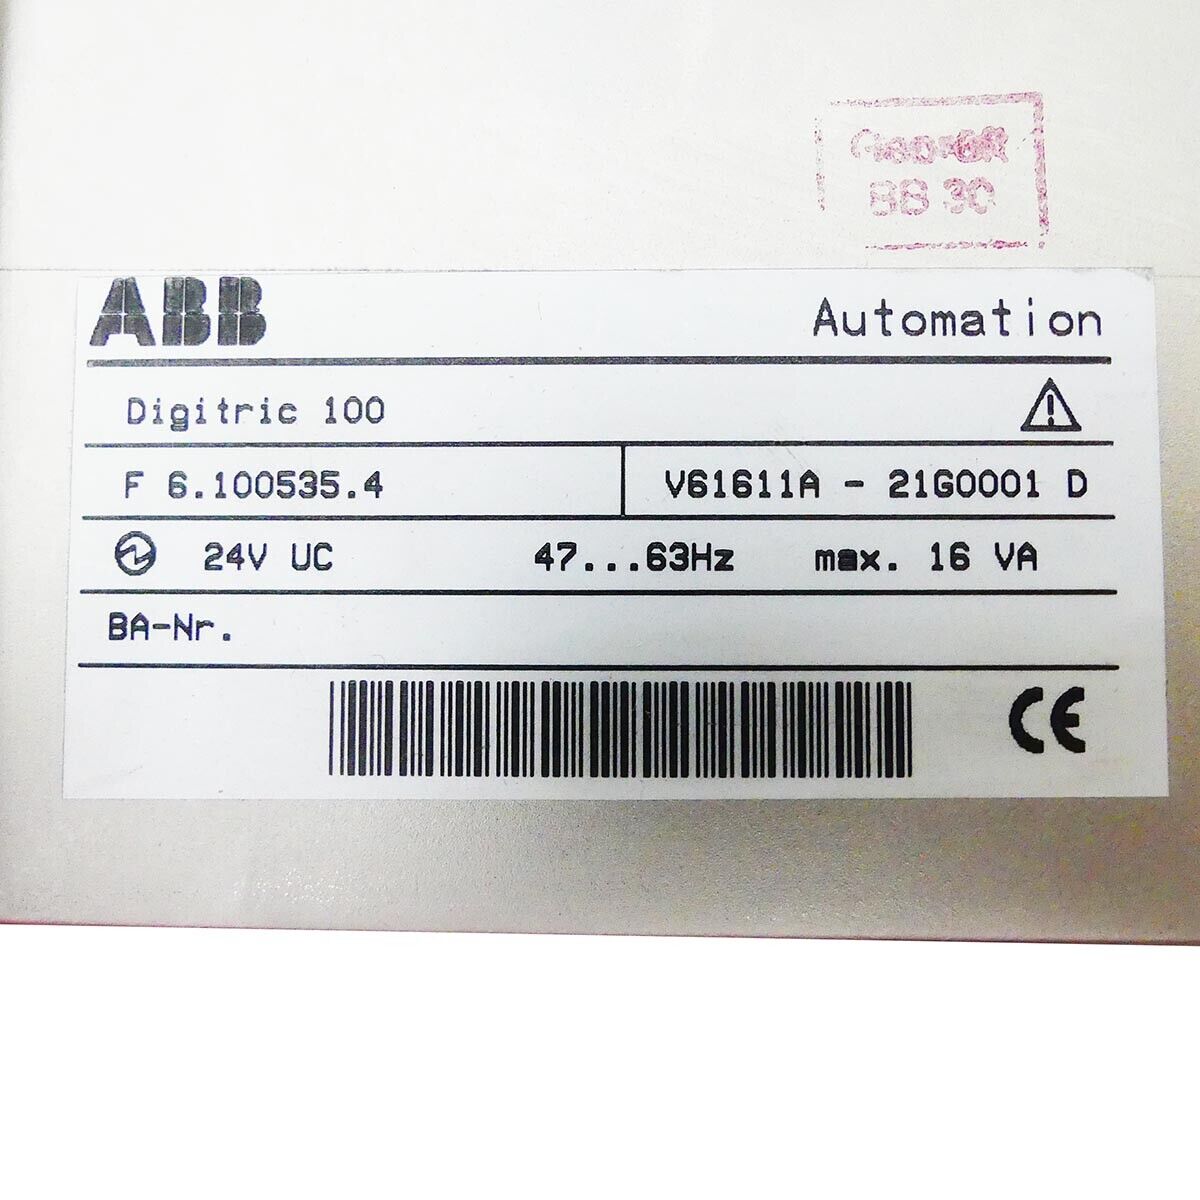 BB 30
ABB Automation
Digitric 100
F 6.100535.4 V61611A - 21G0001 D
24V UC 47...63Hz max. 16 VA
BA-Nr.
CE